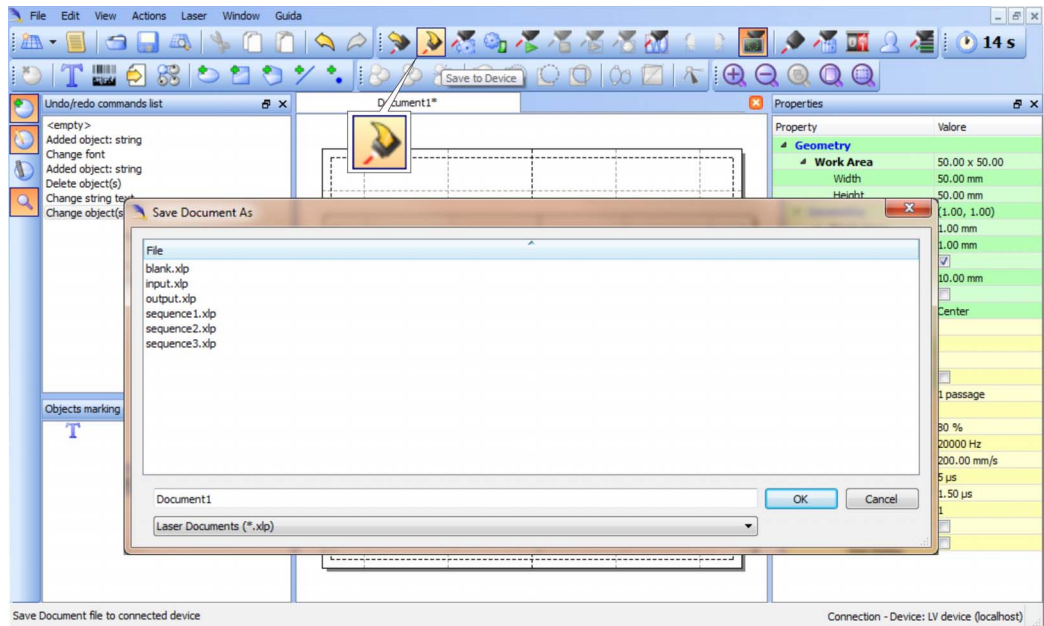 File Edit View Actions Laser Window Guida
14 s
Save to Device
Undo/redo commands list
<empty>
Added object: string
Change font
Added object: string
Delete object(s)
Change string text
Change object(s
Objects marking
T
Document1*
Properties
Property Valore
Geometry
Work Area 50.00 x 50.00
Width 50.00 mm
Height 50.00 mm
(1.00, 1.00)
1.00 mm
1.00 mm
10.00 mm
Center
1 passage
80 %
20000 Hz
200.00 mm/s
5 µs
1.50 µs
1
Save Document As
File
blank.xlp
input.xlp
output.xlp
sequence1.xlp
sequence2.xlp
sequence3.xlp
Document1
OK Cancel
Laser Documents (*.xlp)
Save Document file to connected device
Connection - Device: LV device (localhost)